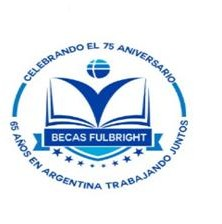 CELEBRANDO EL 75 ANIVERSARIO
BECAS FULBRIGHT
65 AÑOS EN ARGENTINA TRABAJANDO JUNTOS